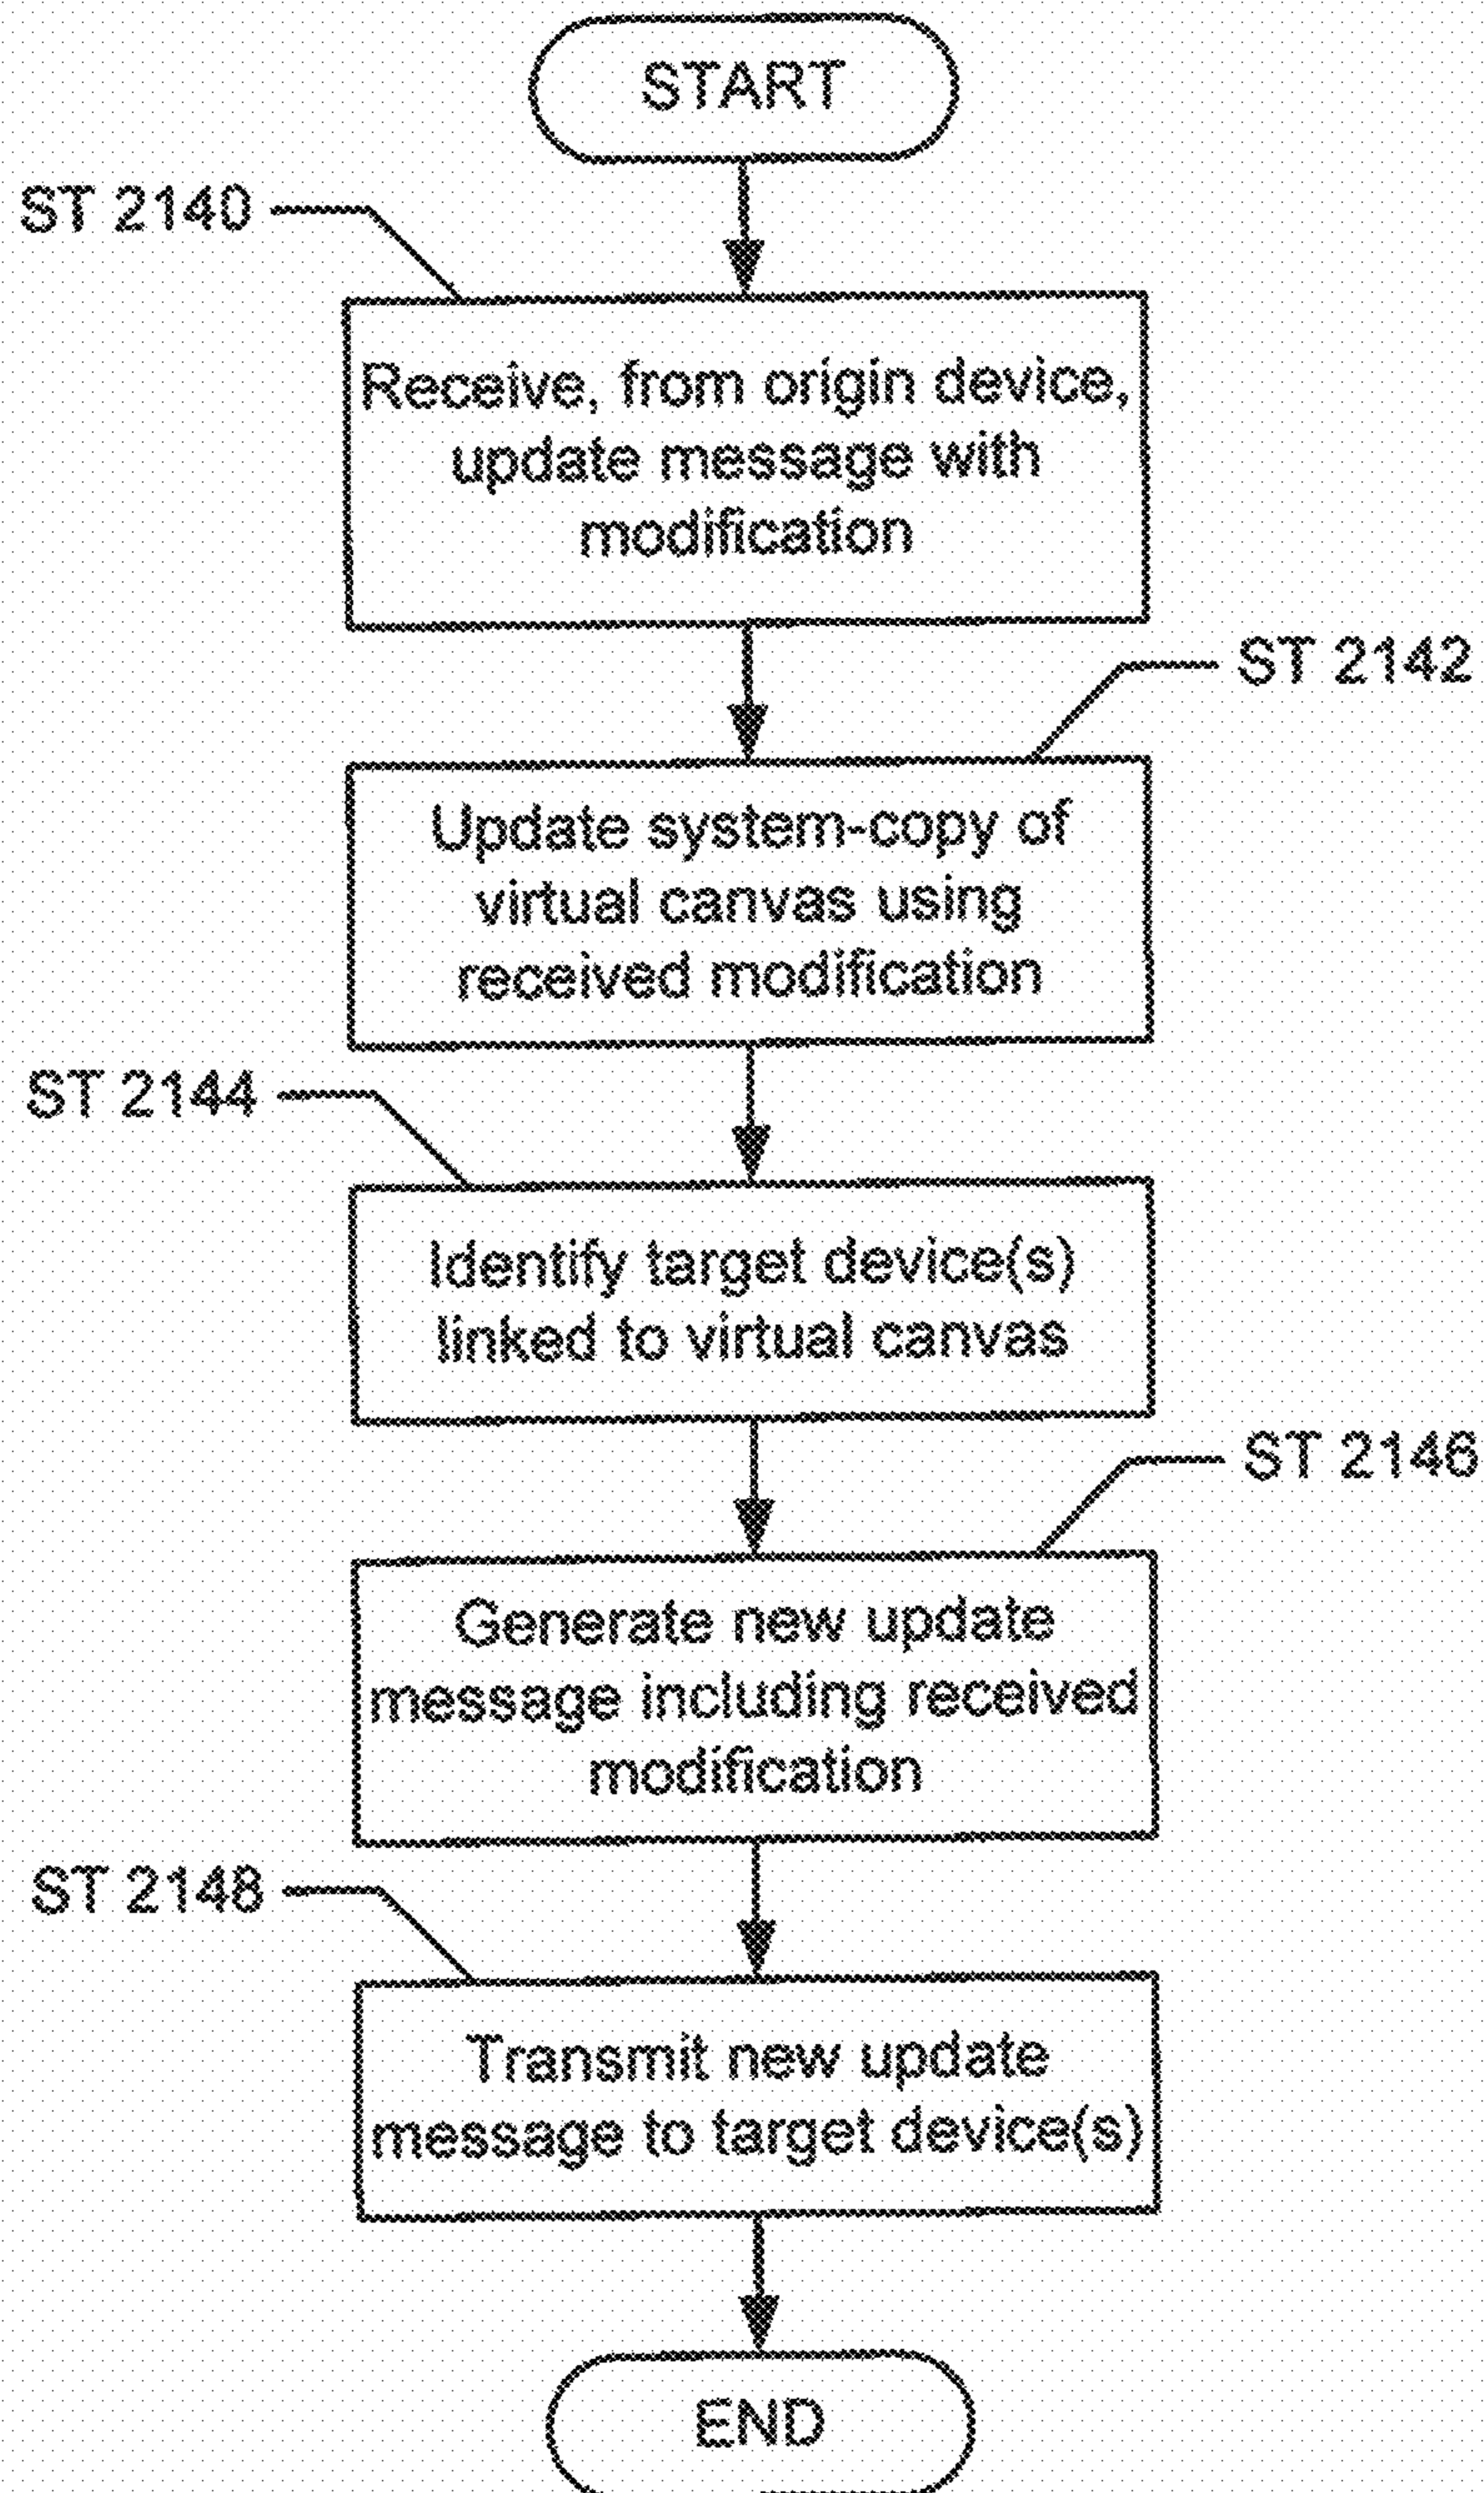 START
ST 2140
Receive, from origin device,
update message with
modification
ST 2142
Update system-copy of
virtual canvas using
received modification
ST 2144
Identify target device(s)
linked to virtual canvas
ST 2146
Generate new update
message including received
modification
ST 2148
Transmit new update
message to target device(s)
END